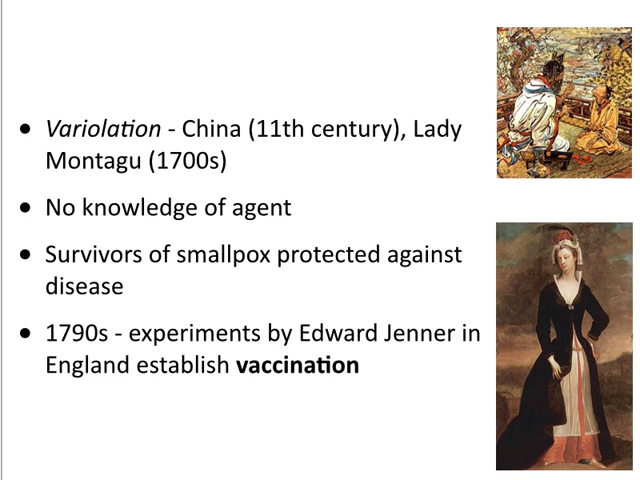 • Variolation - China (11th century), Lady
Montagu (1700s)
• No knowledge of agent
• Survivors of smallpox protected against
disease
• 1790s - experiments by Edward Jenner in
England establish vaccination